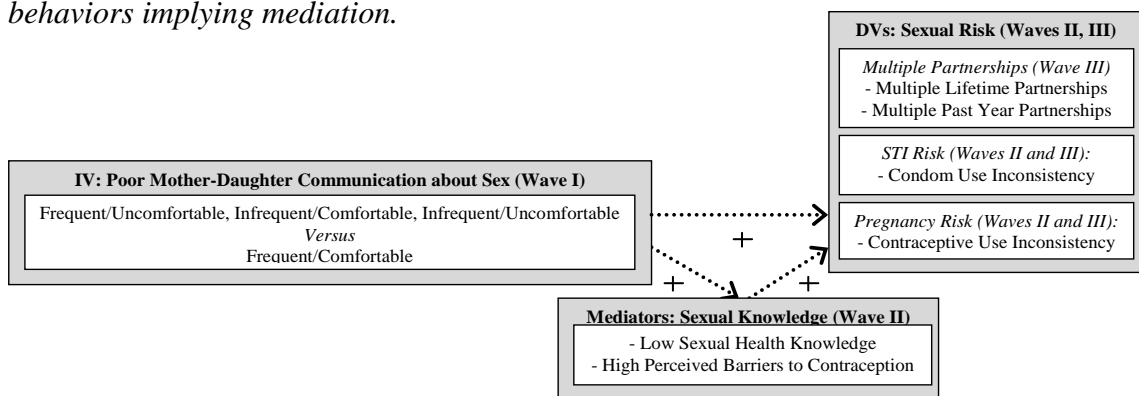 behaviors implying mediation.
DVs: Sexual Risk (Waves II, III)
Multiple Partnerships (Wave III)
- Multiple Lifetime Partnerships
- Multiple Past Year Partnerships
STI Risk (Waves II and III):
- Condom Use Inconsistency
Pregnancy Risk (Waves II and III):
- Contraceptive Use Inconsistency
IV: Poor Mother-Daughter Communication about Sex (Wave I)
Frequent/Uncomfortable, Infrequent/Comfortable, Infrequent/Uncomfortable
Versus
Frequent/Comfortable
+
+
+
Mediators: Sexual Knowledge (Wave II)
- Low Sexual Health Knowledge
- High Perceived Barriers to Contraception